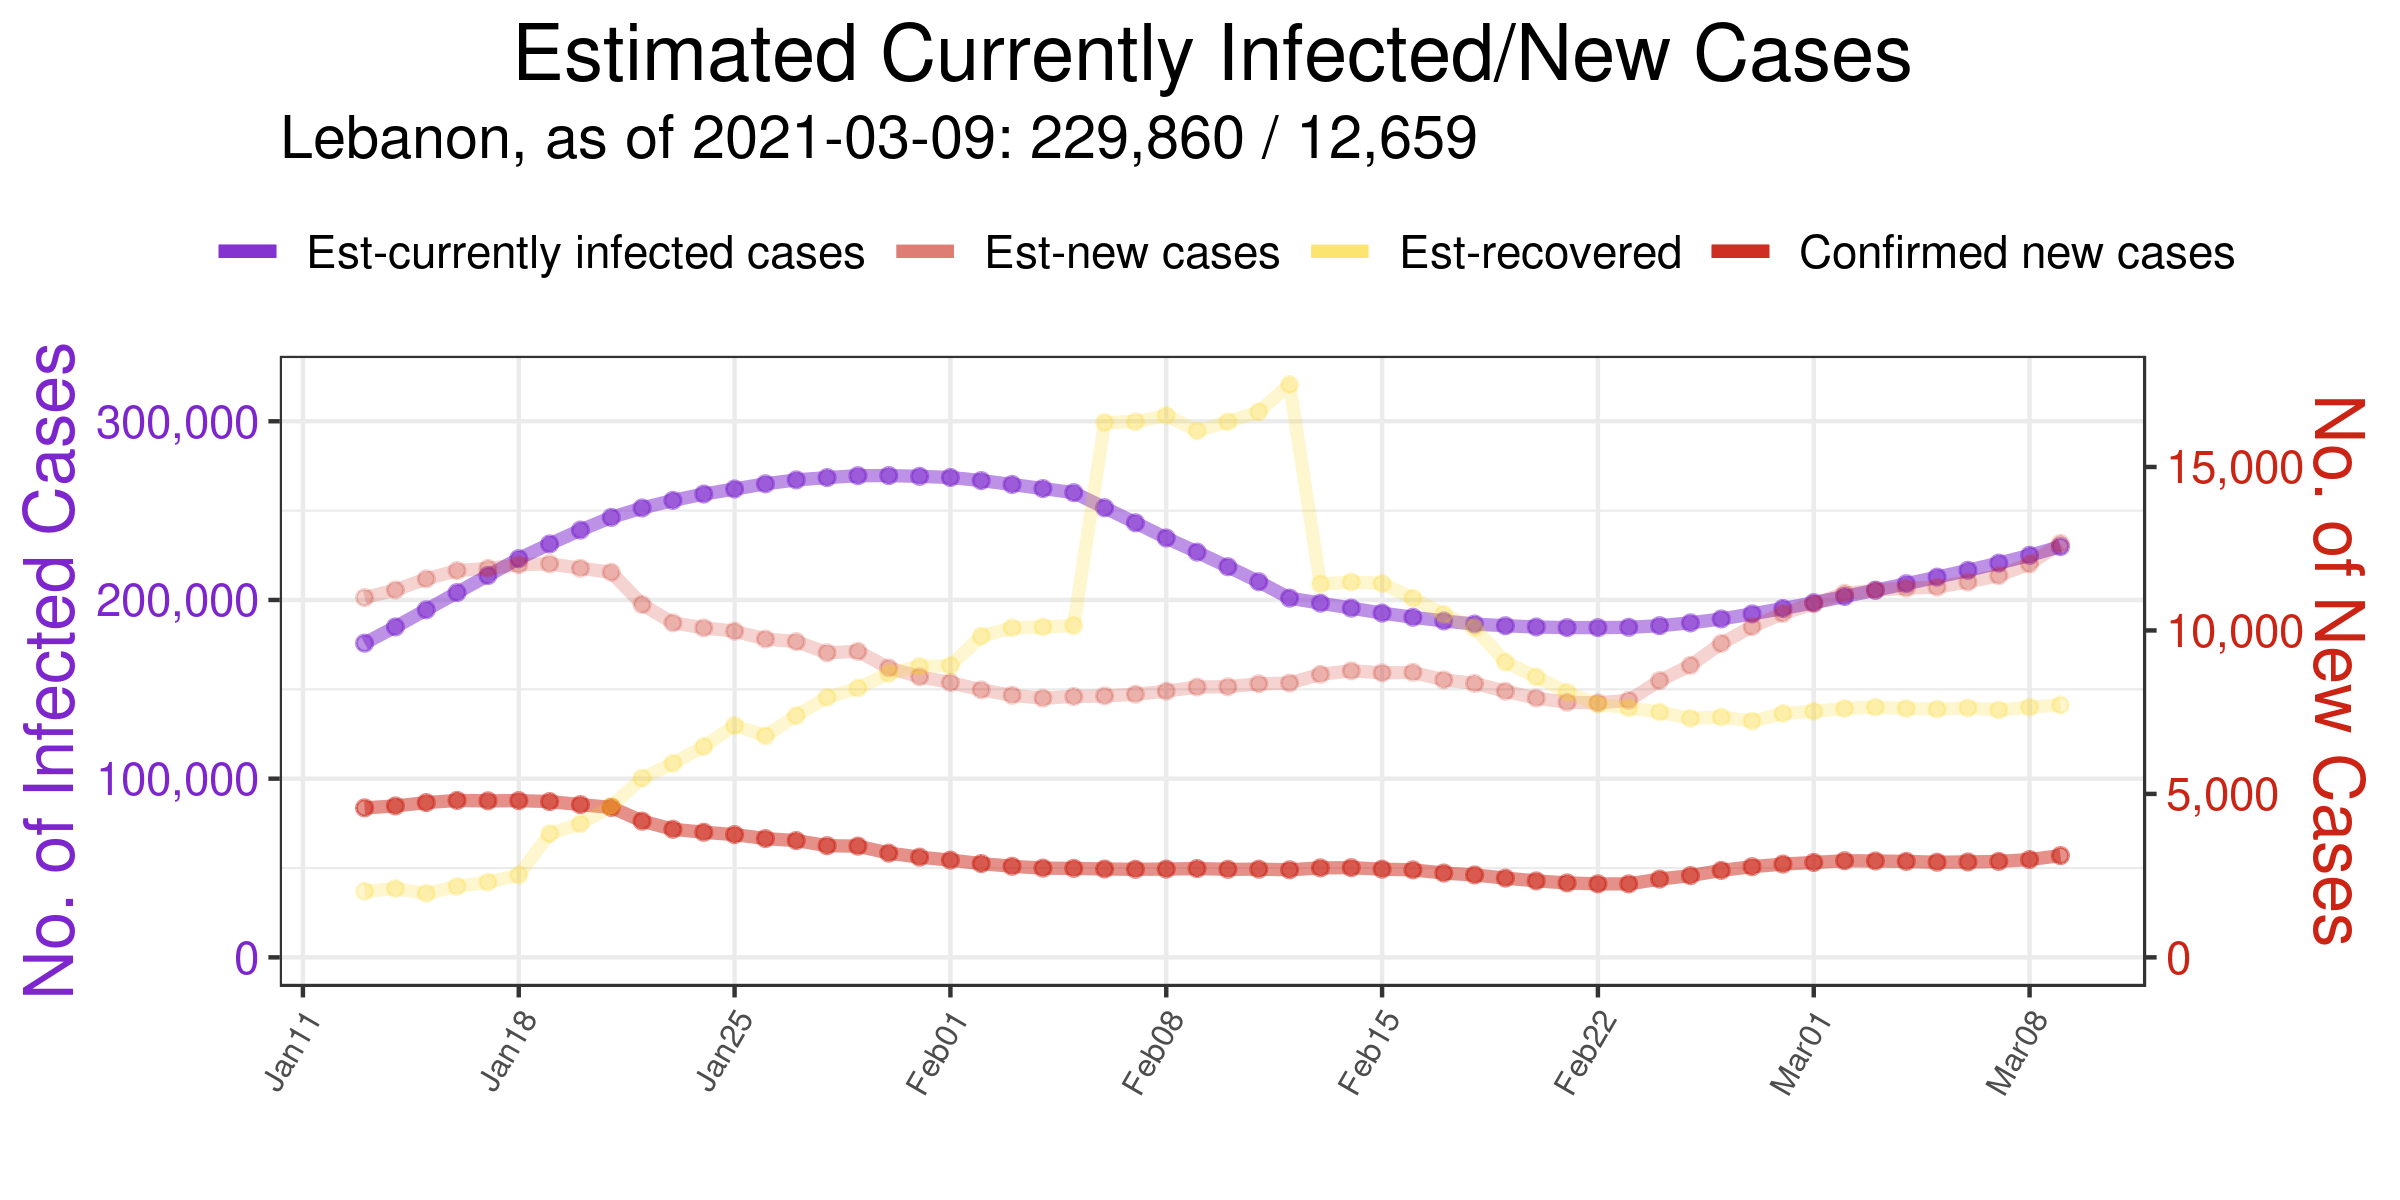 Estimated Currently Infected/New Cases
Lebanon, as of 2021-03-09: 229,860 / 12,659
Est-currently infected cases Est-new cases Est-recovered Confirmed new cases
No. of Infected Cases
300,000
200,000
100,000
0
15,000
10,000
5,000
0
No. of New Cases
Jan11 Jan18 Jan25 Feb01 Feb08 Feb15 Feb22 Mar01 Mar08